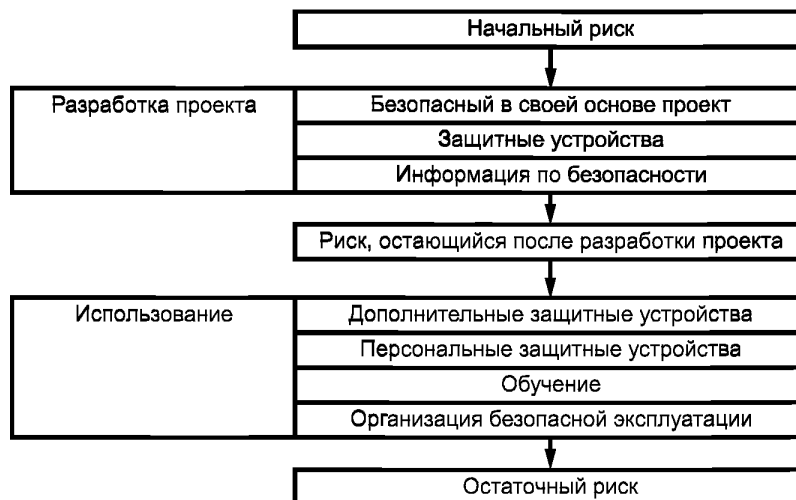 Начальный риск
Разработка проекта
Безопасный в своей основе проект
Защитные устройства
Информация по безопасности
Риск, остающийся после разработки проекта
Использование
Дополнительные защитные устройства
Персональные защитные устройства
Обучение
Организация безопасной эксплуатации
Остаточный риск